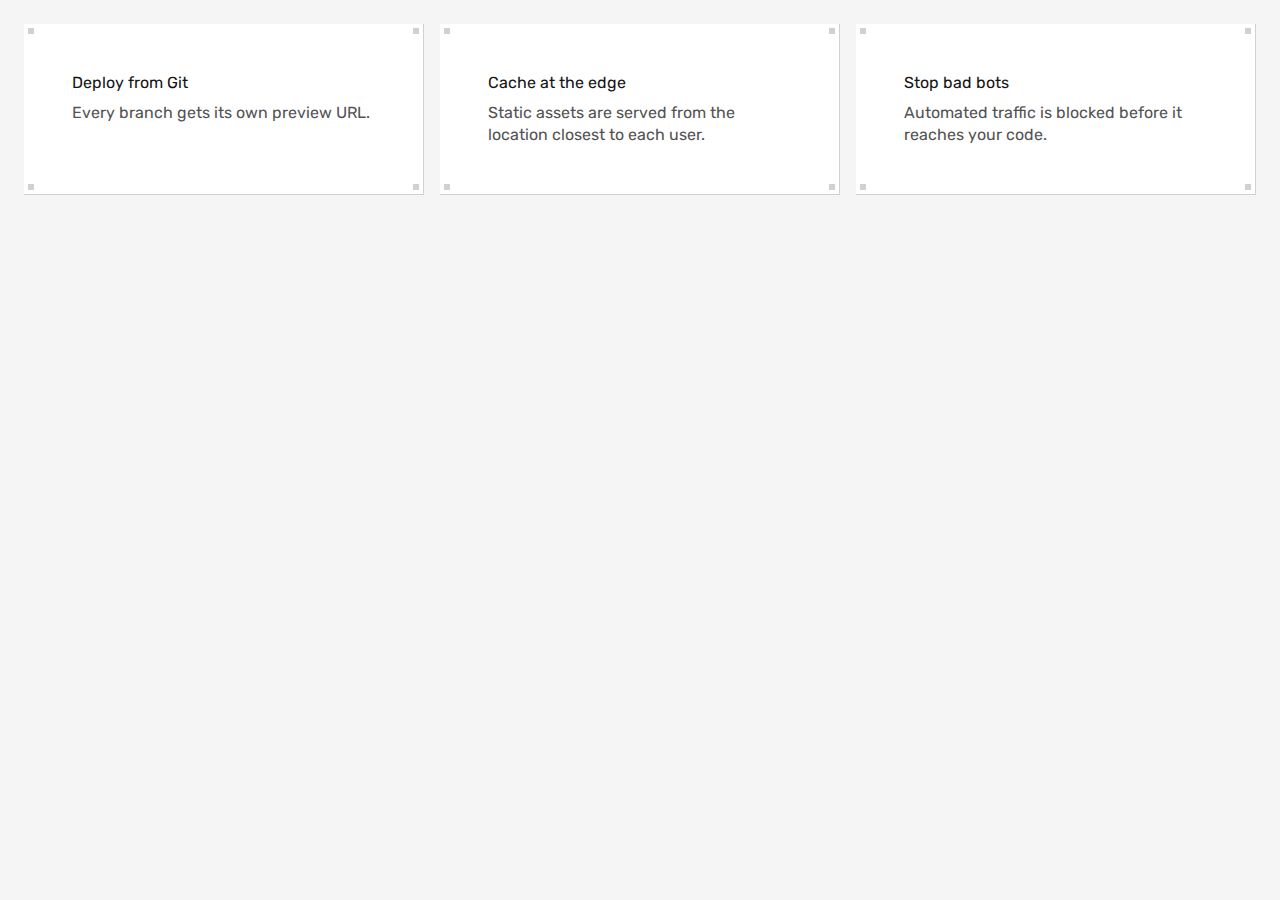 Deploy from Git
Every branch gets its own preview URL.
Cache at the edge
Static assets are served from the
location closest to each user.
Stop bad bots
Automated traffic is blocked before it
reaches your code.